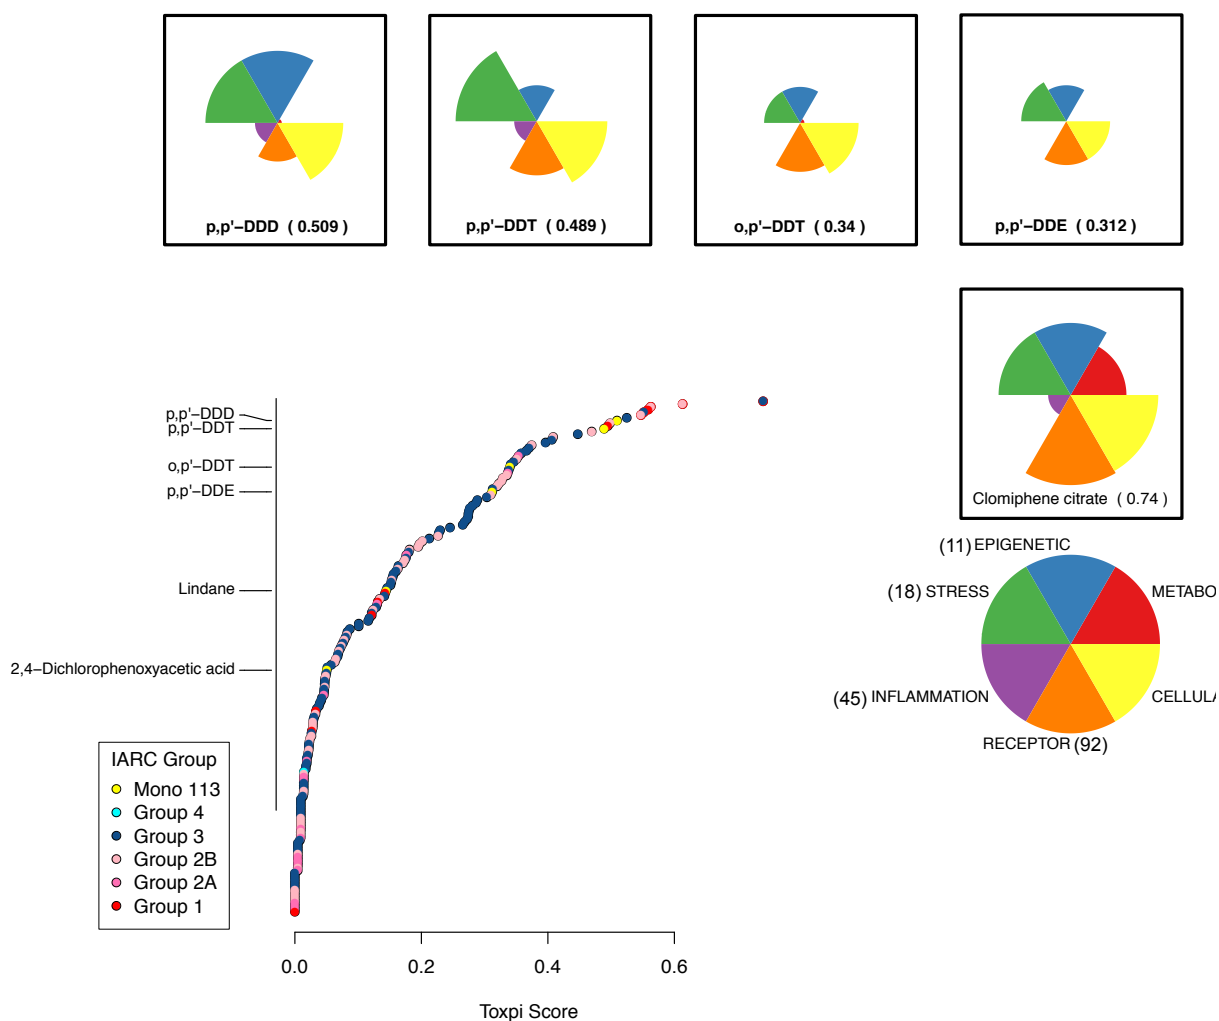 p,p'−DDD ( 0.509 )
p,p'−DDT ( 0.489 )
o,p'−DDT ( 0.34 )
p,p'−DDE ( 0.312 )
Clomiphene citrate ( 0.74 )
p,p'−DDD
p,p'−DDT
o,p'−DDT
p,p'−DDE
Lindane
2,4−Dichlorophenoxyacetic acid
(11) EPIGENETIC
(18) STRESS
METABO
(45) INFLAMMATION
CELLULA
RECEPTOR (92)
IARC Group
Mono 113
Group 4
Group 3
Group 2B
Group 2A
Group 1
0.0 0.2 0.4 0.6
Toxpi Score